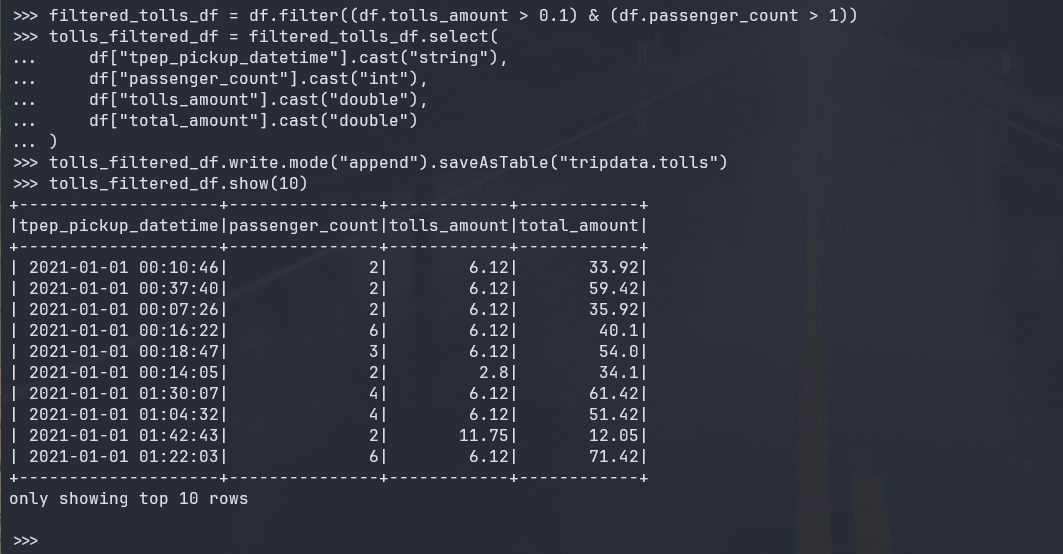 >>> filtered_tolls_df = df.filter((df.tolls_amount > 0.1) & (df.passenger_count > 1))
>>> tolls_filtered_df = filtered_tolls_df.select(
...     df["tpep_pickup_datetime"].cast("string"),
...     df["passenger_count"].cast("int"),
...     df["tolls_amount"].cast("double"),
...     df["total_amount"].cast("double")
... )
>>> tolls_filtered_df.write.mode("append").saveAsTable("tripdata.tolls")
>>> tolls_filtered_df.show(10)
+--------------------+---------------+------------+------------+
|tpep_pickup_datetime|passenger_count|tolls_amount|total_amount|
+--------------------+---------------+------------+------------+
| 2021-01-01 00:10:46|              2|        6.12|       33.92|
| 2021-01-01 00:37:40|              2|        6.12|       59.42|
| 2021-01-01 00:07:26|              2|        6.12|       35.92|
| 2021-01-01 00:16:22|              6|        6.12|        40.1|
| 2021-01-01 00:18:47|              3|        6.12|        54.0|
| 2021-01-01 00:14:05|              2|         2.8|        34.1|
| 2021-01-01 01:30:07|              4|        6.12|       61.42|
| 2021-01-01 01:04:32|              4|        6.12|       51.42|
| 2021-01-01 01:42:43|              2|       11.75|       12.05|
| 2021-01-01 01:22:03|              6|        6.12|       71.42|
+--------------------+---------------+------------+------------+
only showing top 10 rows

>>>